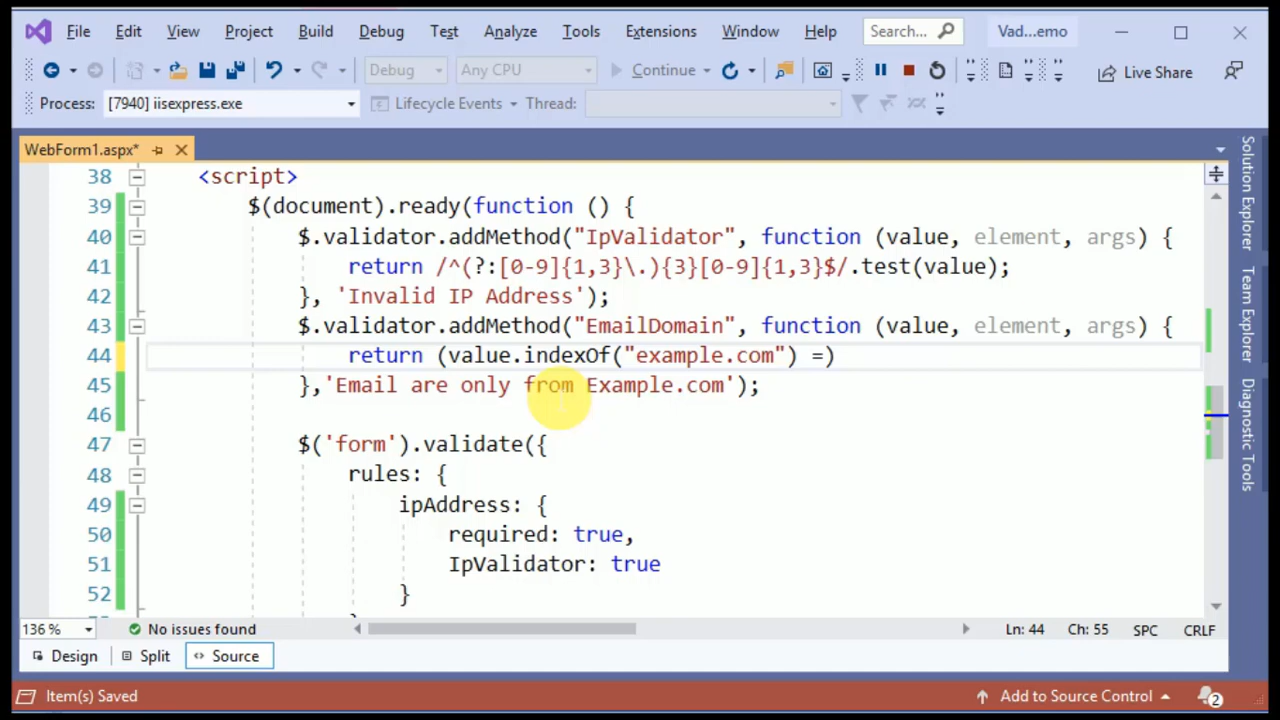 File Edit View Project Build Debug Test Analyze Tools Extensions Window Help Search... Vad...emo
Debug Any CPU Continue Live Share
Process: [7940] iisexpress.exe Lifecycle Events Thread:
WebForm1.aspx*
38 <script>
39 $(document).ready(function () {
40 $.validator.addMethod("IpValidator", function (value, element, args) {
41 return /^(?:[0-9]{1,3}\.){3}[0-9]{1,3}$/.test(value);
42 }, 'Invalid IP Address');
43 $.validator.addMethod("EmailDomain", function (value, element, args) {
44 return (value.indexOf("example.com") =)
45 },'Email are only from Example.com');
46
47 $('form').validate({
48 rules: {
49 ipAddress: {
50 required: true,
51 IpValidator: true
52 }
136 % No issues found Ln: 44 Ch: 55 SPC CRLF
Design Split Source
Item(s) Saved Add to Source Control 2
Solution Explorer
Team Explorer
Diagnostic Tools